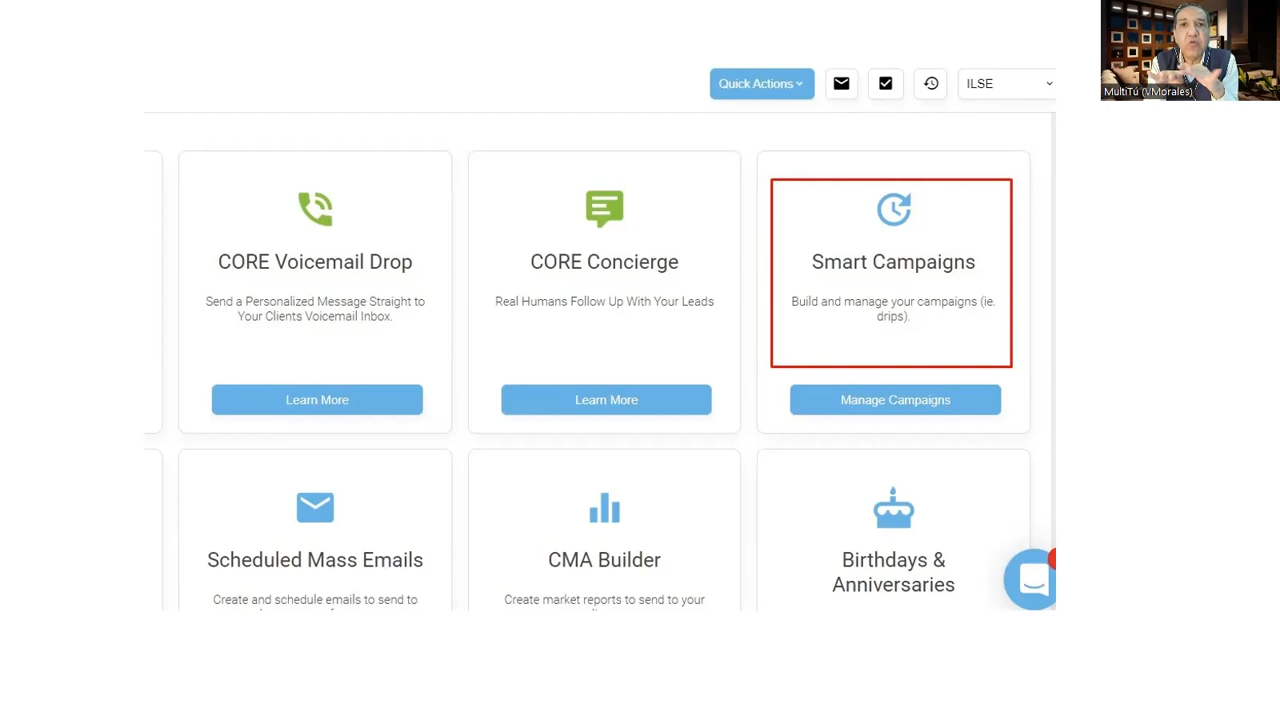 MultiTú (VMorales)
Quick Actions
ILSE
CORE Voicemail Drop
Send a Personalized Message Straight to
Your Clients Voicemail Inbox.
Learn More
CORE Concierge
Real Humans Follow Up With Your Leads
Learn More
Smart Campaigns
Build and manage your campaigns (ie.
drips).
Manage Campaigns
Scheduled Mass Emails
Create and schedule emails to send to
CMA Builder
Create market reports to send to your
Birthdays &
Anniversaries